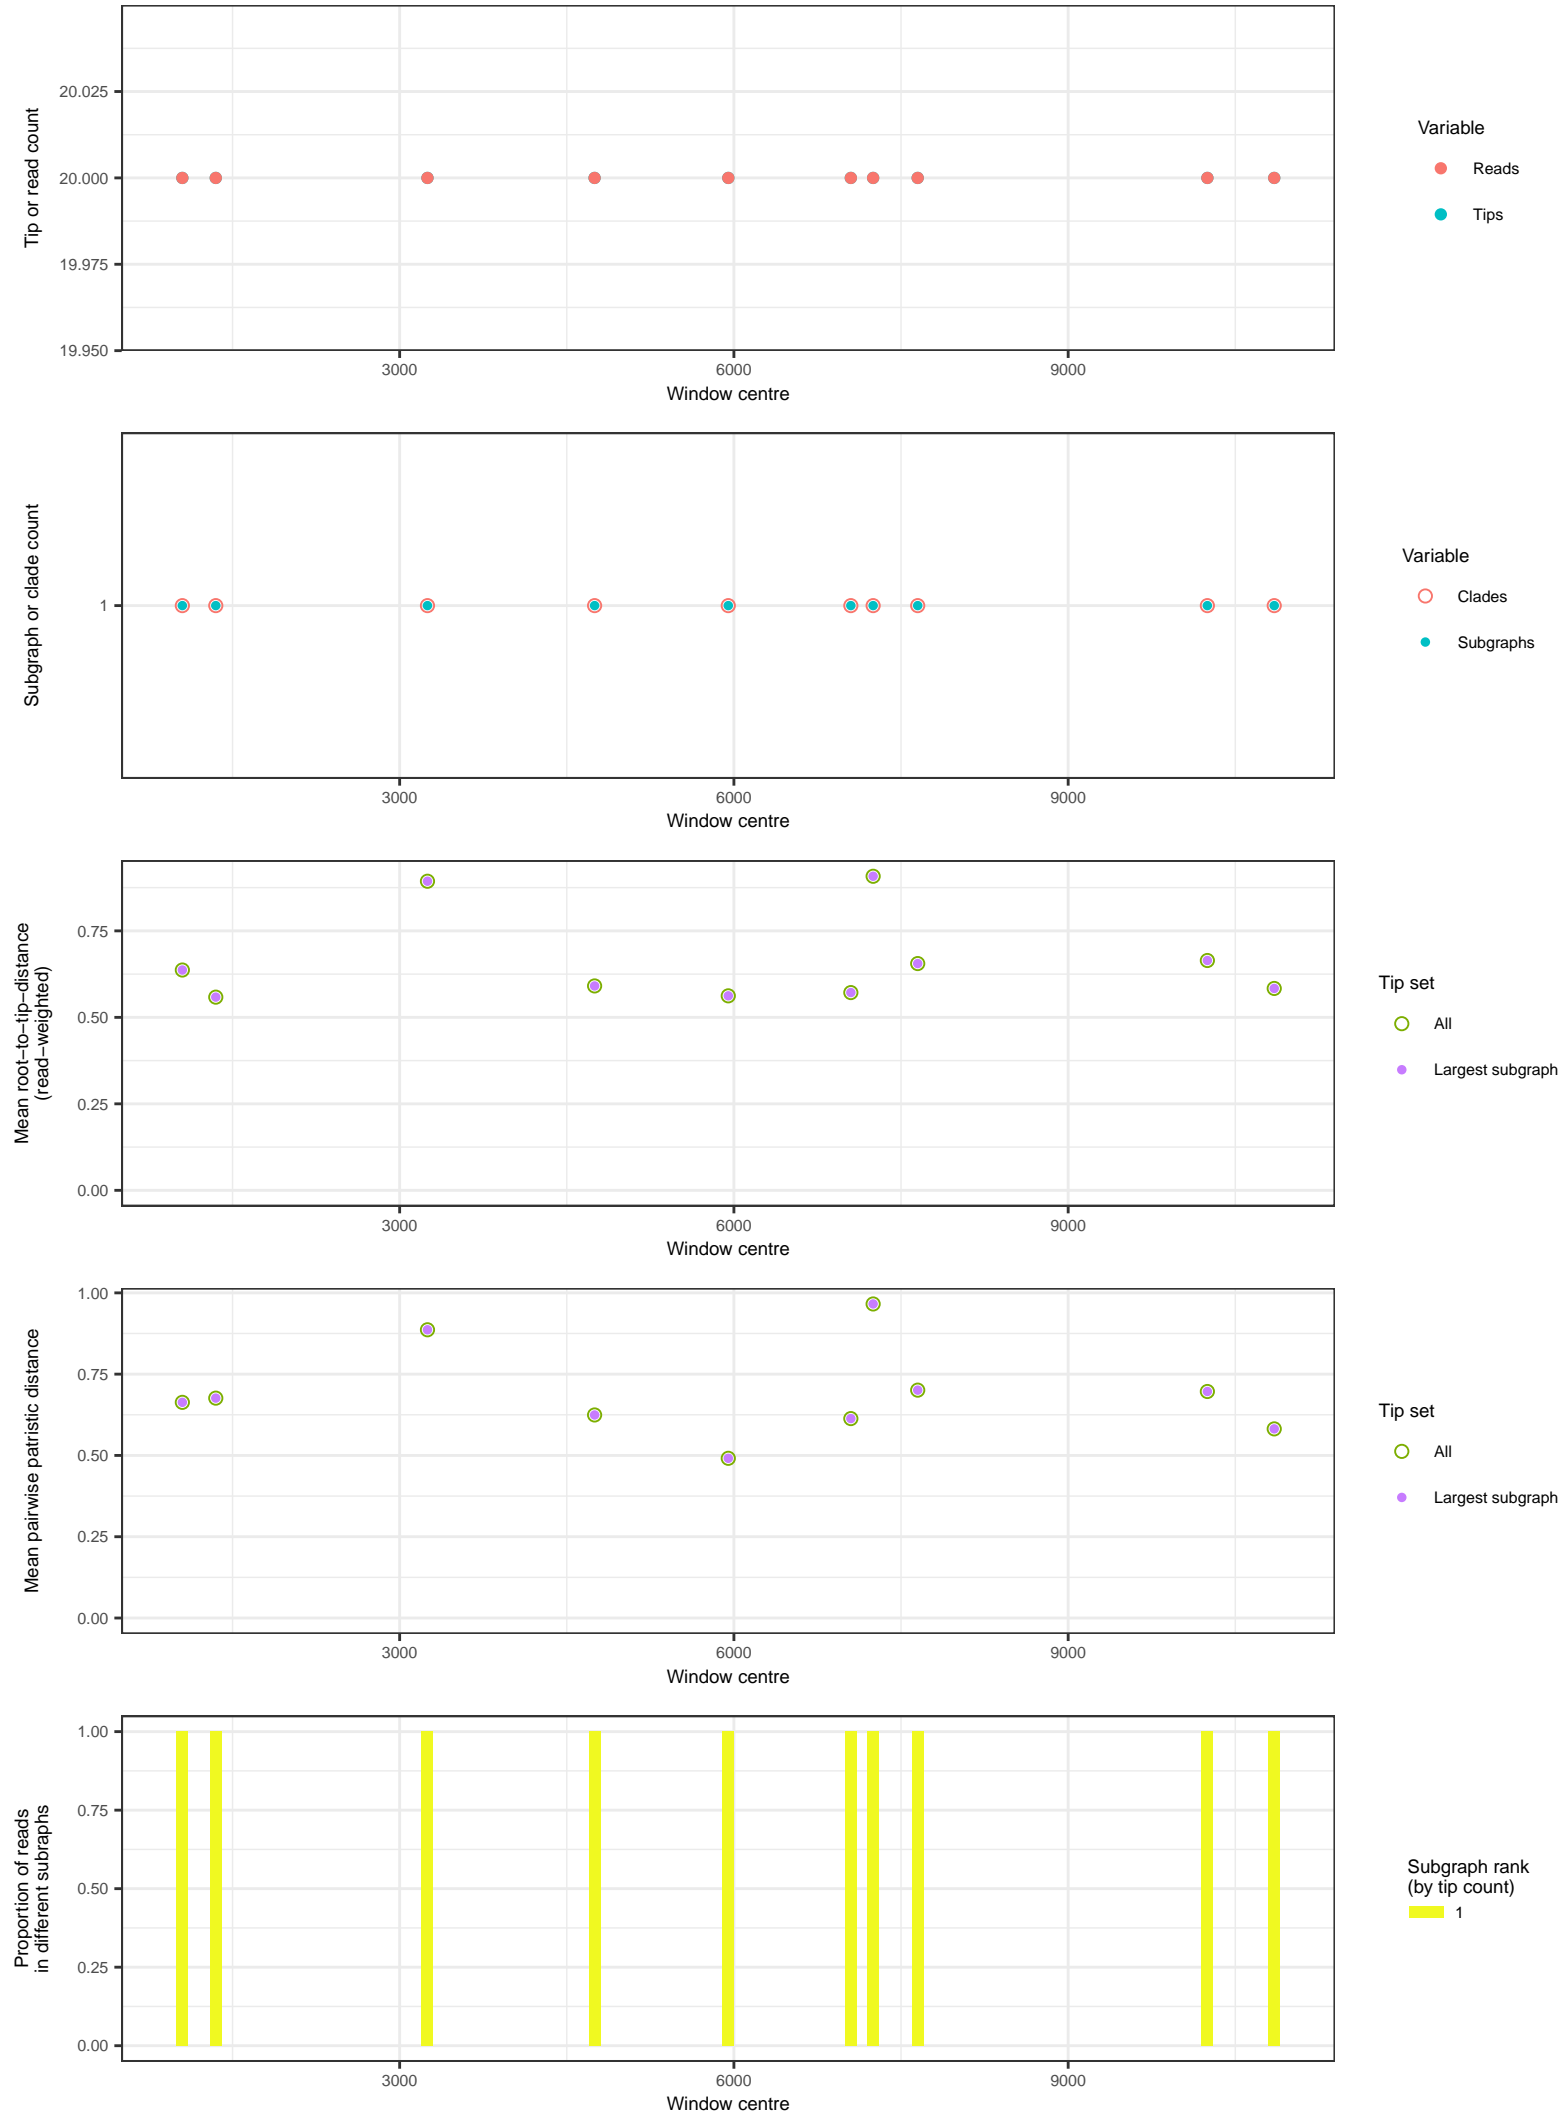 Tip or read count
20.025
20.000
19.975
19.950
3000
6000
9000
Window centre
Variable
Reads
Tips
Subgraph or clade count
1
3000
6000
9000
Window centre
Variable
Clades
Subgraphs
Mean root−to−tip−distance
(read−weighted)
0.75
0.50
0.25
0.00
3000
6000
9000
Window centre
Tip set
All
Largest subgraph
Mean pairwise patristic distance
1.00
0.75
0.50
0.25
0.00
3000
6000
9000
Window centre
Tip set
All
Largest subgraph
Proportion of reads
in different subraphs
1.00
0.75
0.50
0.25
0.00
3000
6000
9000
Window centre
Subgraph rank
(by tip count)
1